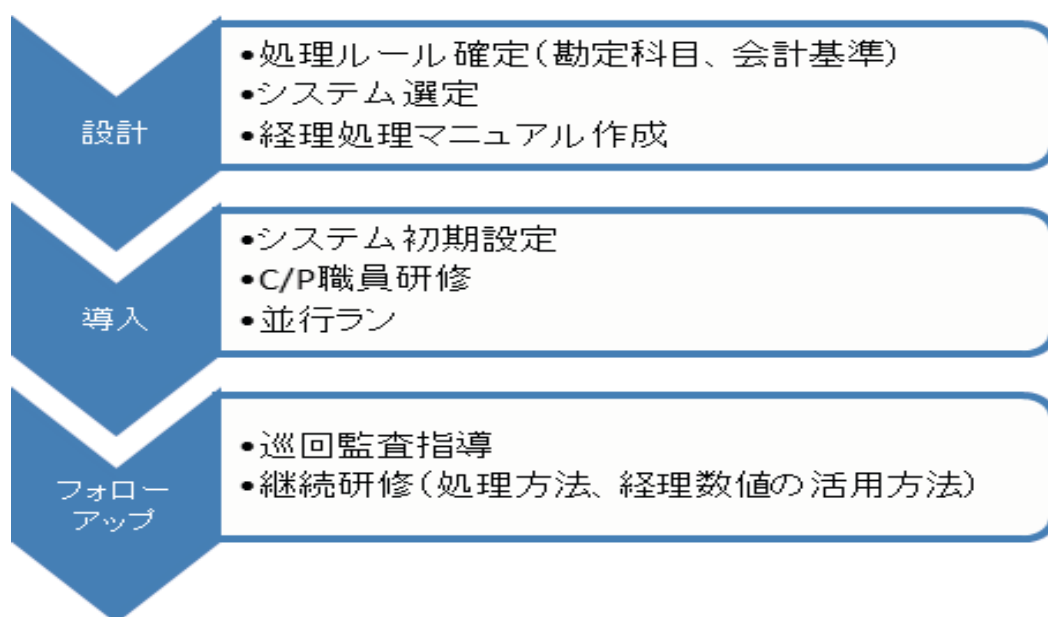 設計
•処理ルール確定(勘定科目、会計基準)
•システム選定
•経理処理マニュアル作成
導入
•システム初期設定
•C/P職員研修
•並行ラン
フォロー
アップ
•巡回監査指導
•継続研修(処理方法、経理数値の活用方法)